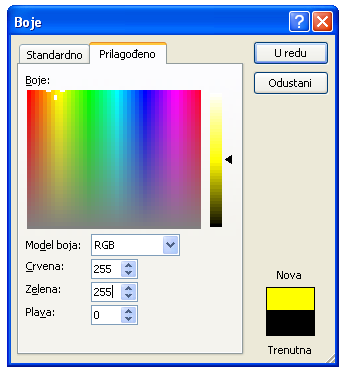 Boje
Standardno Prilagođeno
U redu
Odustani
Boje:
Model boja: RGB
Crvena: 255
Zelena: 255
Plava: 0
Nova
Trenutna